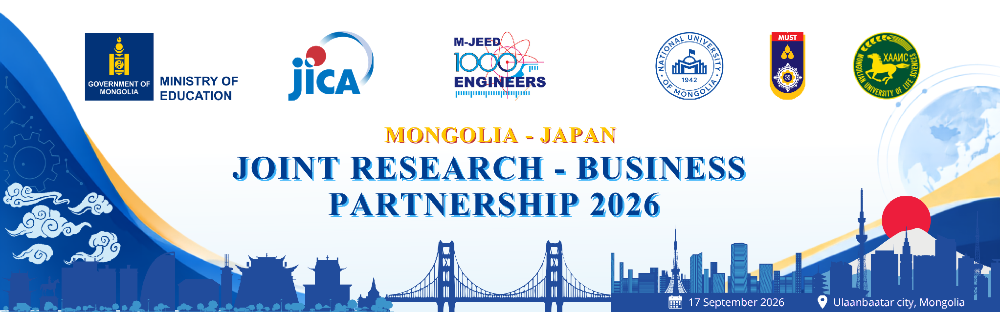 GOVERNMENT OF
MONGOLIA
MINISTRY OF
EDUCATION
jica
M-JEED
1000
ENGINEERS
NATIONAL UNIVERSITY
OF MONGOLIA
1942
MUST
ХААИС
MONGOLIAN UNIVERSITY OF LIFE SCIENCES
MONGOLIA - JAPAN
JOINT RESEARCH - BUSINESS
PARTNERSHIP 2026
17 September 2026
Ulaanbaatar city, Mongolia